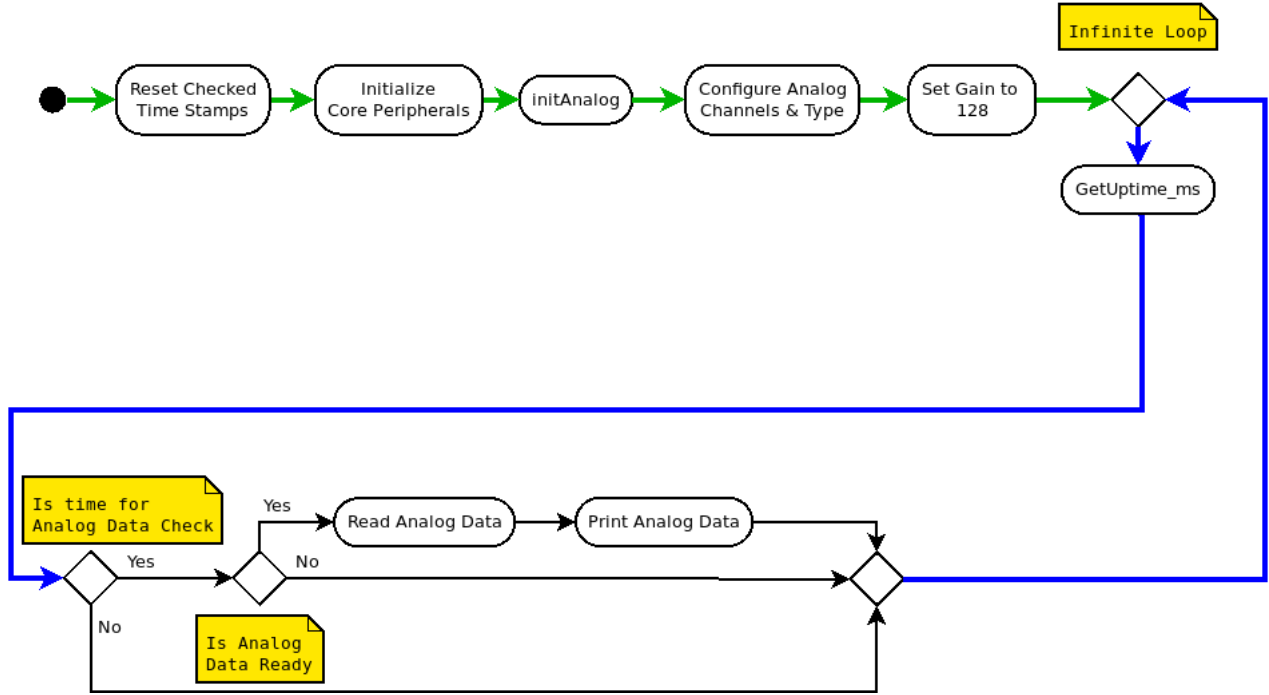 Infinite Loop
Reset Checked
Time Stamps
Initialize
Core Peripherals
initAnalog
Configure Analog
Channels & Type
Set Gain to
128
GetUptime_ms
Is time for
Analog Data Check
Yes
No
Yes
No
Is Analog
Data Ready
Read Analog Data
Print Analog Data